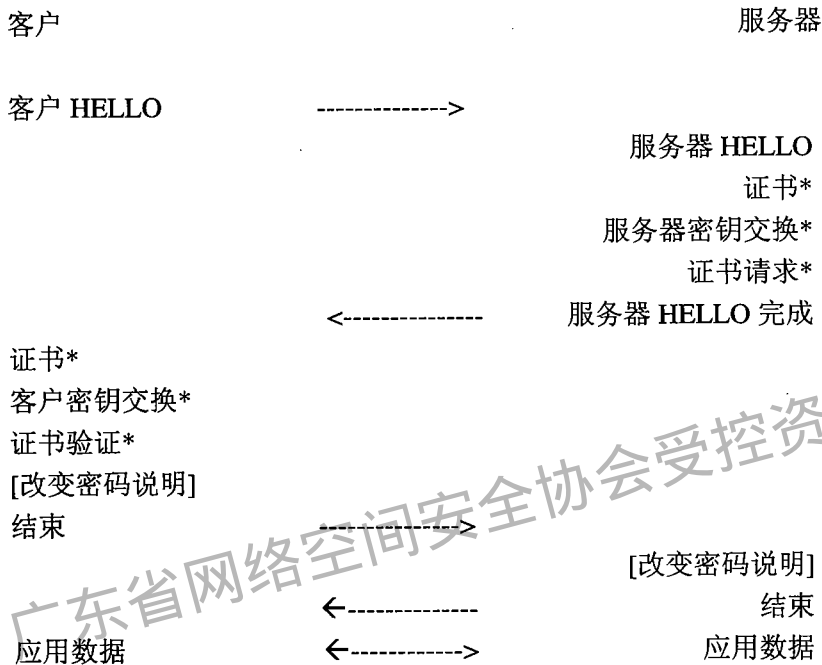 客户 服务器
客户 HELLO -------------->
服务器 HELLO
证书*
服务器密钥交换*
证书请求*
<--------------- 服务器 HELLO 完成
证书*
客户密钥交换*
证书验证*
[改变密码说明]
结束 --------------->
[改变密码说明]
←-------------- 结束
应用数据 ←------------> 应用数据
广东省网络空间安全协会受控资